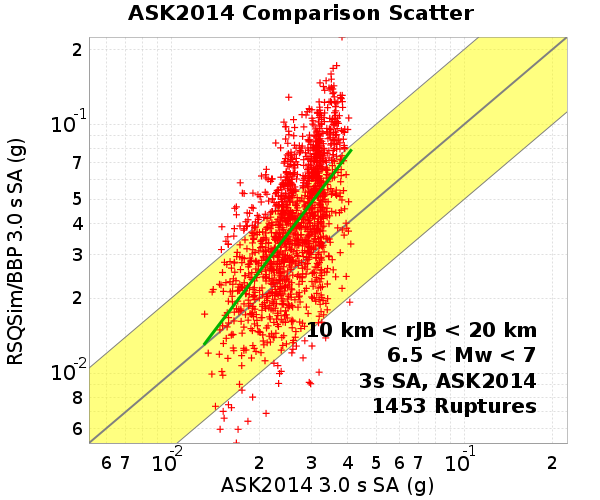 ASK2014 Comparison Scatter
RSQSim/BBP 3.0 s SA (g)
2
10-1
7
5
4
3
2
10-2
8
6
10 km < rJB < 20 km
6.5 < Mw < 7
3s SA, ASK2014
1453 Ruptures
6 7 10-2 2 3 4 5 6 7 10-1 2
ASK2014 3.0 s SA (g)